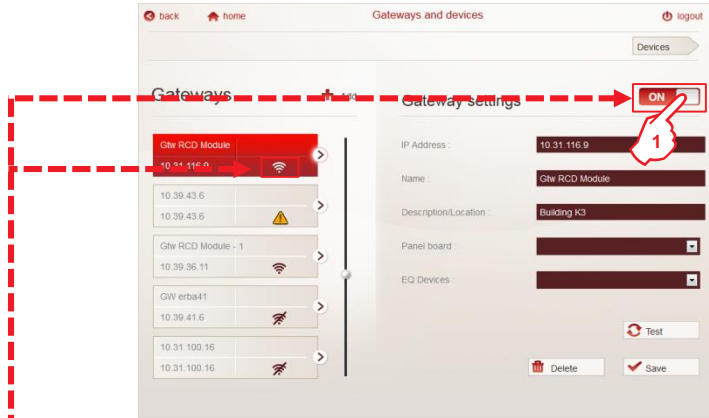 back home Gateways and devices logout
Devices
Gateways Add Gateway settings ON
1
Gtw RCD Module
10.31.116.9
10.39.43.6
10.39.43.6
Gtw RCD Module - 1
10.39.36.11
GW erba41
10.39.41.6
10.31.100.16
10.31.100.16
IP Address : 10.31.116.9
Name : Gtw RCD Module
Description/Location : Building K3
Panel board :
EQ Devices :
Test
Delete Save